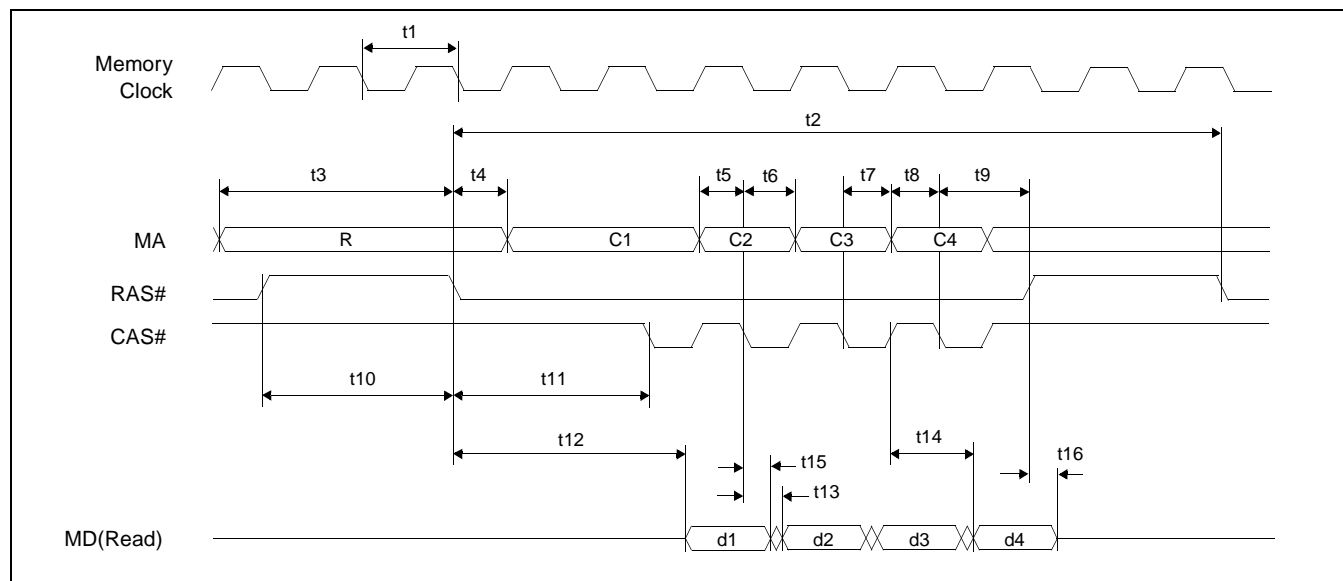 t1
Memory
Clock
t2
t3 t4 t5 t6 t7 t8 t9
MA R C1 C2 C3 C4
RAS#
CAS#
t10 t11
t12 t14 t16
t15
t13
MD(Read) d1 d2 d3 d4